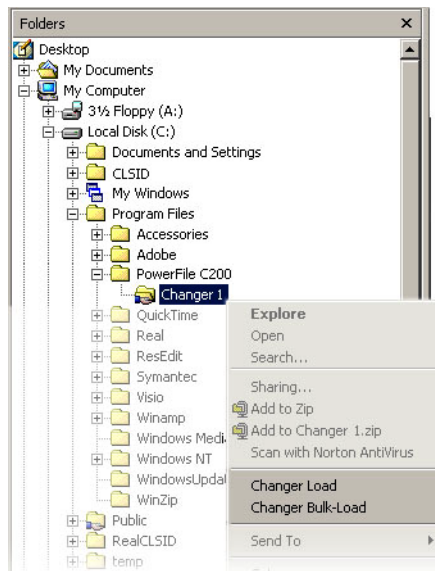 Folders
Desktop
My Documents
My Computer
3½ Floppy (A:)
Local Disk (C:)
Documents and Settings
CLSID
My Windows
Program Files
Accessories
Adobe
PowerFile C200
Changer 1
QuickTime
Real
ResEdit
Symantec
Visio
Winamp
Windows Medi
Windows NT
WindowsUpdat
WinZip
Public
RealCLSID
temp
Explore
Open
Search...
Sharing...
Add to Zip
Add to Changer 1.zip
Scan with Norton AntiVirus
Changer Load
Changer Bulk-Load
Send To